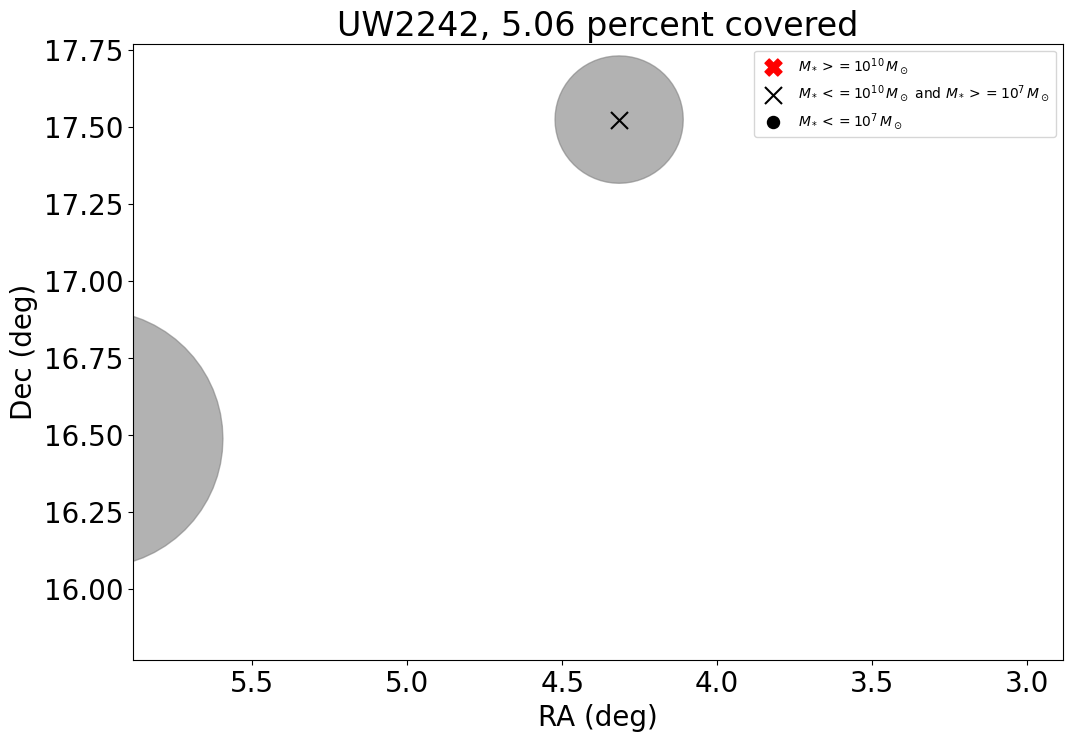 UW2242, 5.06 percent covered
M* >= 10^10 M⊙
M* <= 10^10 M⊙ and M* >= 10^7 M⊙
M* <= 10^7 M⊙
17.75
17.50
17.25
17.00
16.75
16.50
16.25
16.00
Dec (deg)
5.5 5.0 4.5 4.0 3.5 3.0
RA (deg)